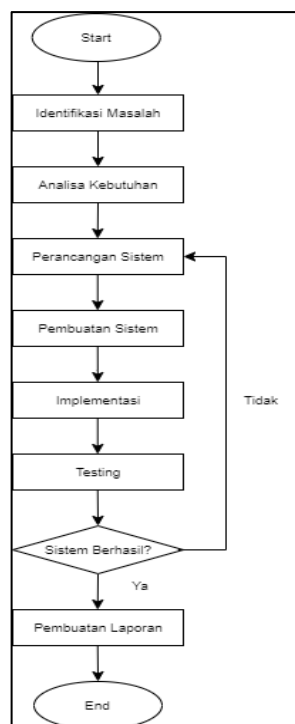 Start
Identifikasi Masalah
Analisa Kebutuhan
Perancangan Sistem
Pembuatan Sistem
Implementasi
Tidak
Testing
Sistem Berhasil?
Ya
Pembuatan Laporan
End